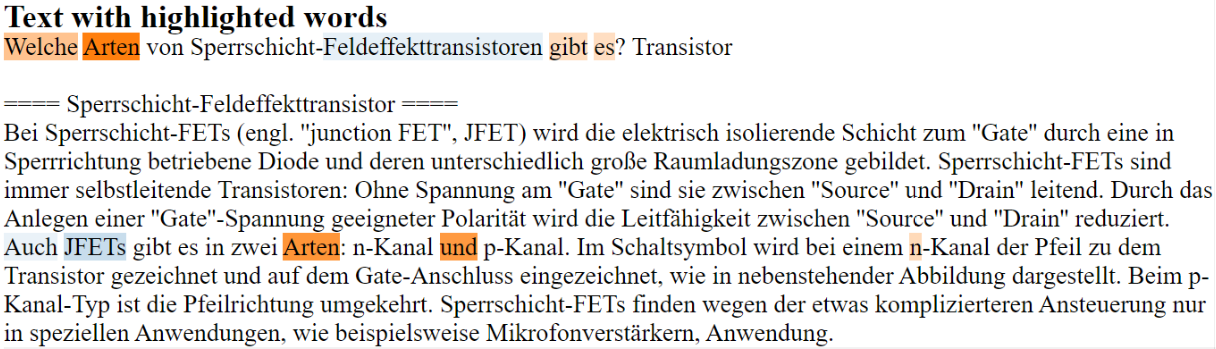 Text with highlighted words
Welche Arten von Sperrschicht-Feldeffekttransistoren gibt es? Transistor
==== Sperrschicht-Feldeffekttransistor ====
Bei Sperrschicht-FETs (engl. "junction FET", JFET) wird die elektrisch isolierende Schicht zum "Gate" durch eine in
Sperrrichtung betriebene Diode und deren unterschiedlich große Raumladungszone gebildet. Sperrschicht-FETs sind
immer selbstleitende Transistoren: Ohne Spannung am "Gate" sind sie zwischen "Source" und "Drain" leitend. Durch das
Anlegen einer "Gate"-Spannung geeigneter Polarität wird die Leitfähigkeit zwischen "Source" und "Drain" reduziert.
Auch JFETs gibt es in zwei Arten: n-Kanal und p-Kanal. Im Schaltsymbol wird bei einem n-Kanal der Pfeil zu dem
Transistor gezeichnet und auf dem Gate-Anschluss eingezeichnet, wie in nebenstehender Abbildung dargestellt. Beim p-
Kanal-Typ ist die Pfeilrichtung umgekehrt. Sperrschicht-FETs finden wegen der etwas komplizierteren Ansteuerung nur
in speziellen Anwendungen, wie beispielsweise Mikrofonverstärkern, Anwendung.